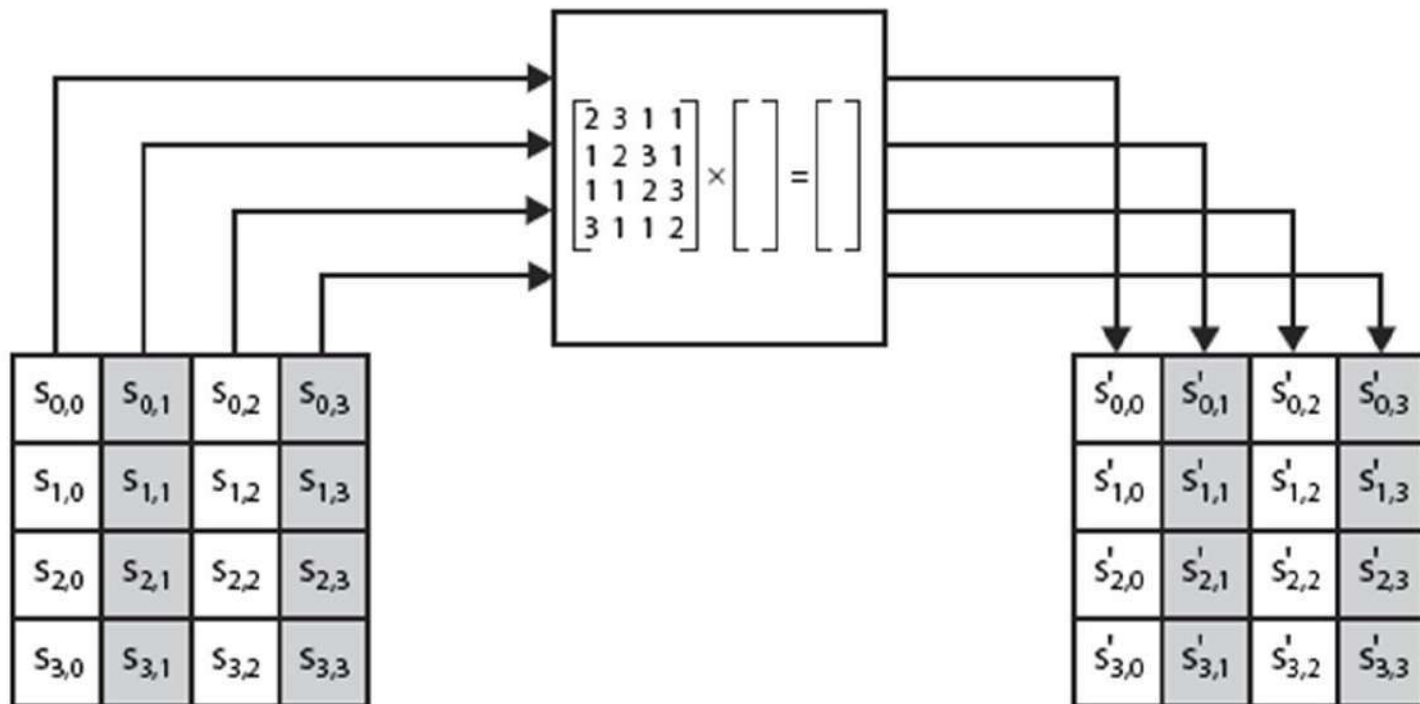 2 3 1 1
1 2 3 1
1 1 2 3
3 1 1 2
× =
S0,0 S0,1 S0,2 S0,3
S1,0 S1,1 S1,2 S1,3
S2,0 S2,1 S2,2 S2,3
S3,0 S3,1 S3,2 S3,3
S'0,0 S'0,1 S'0,2 S'0,3
S'1,0 S'1,1 S'1,2 S'1,3
S'2,0 S'2,1 S'2,2 S'2,3
S'3,0 S'3,1 S'3,2 S'3,3